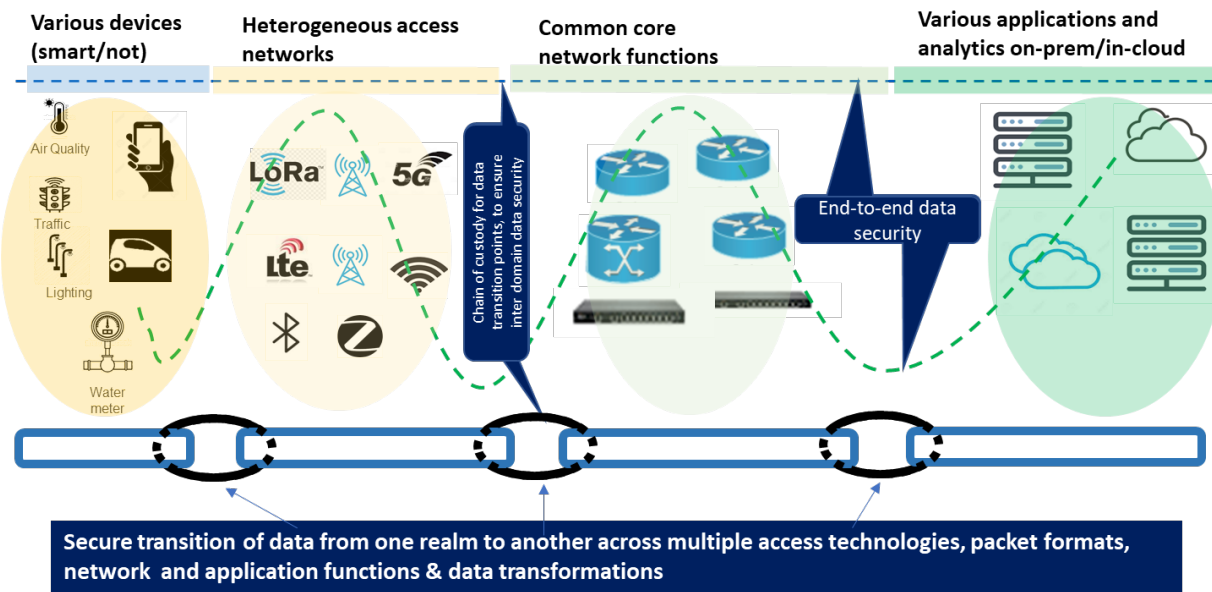 Various devices
(smart/not)
Heterogeneous access
networks
Common core
network functions
Various applications and
analytics on-prem/in-cloud
Air Quality
Traffic
Lighting
Water
meter
LoRa™
5G
Lte™
Chain of custody for data
transition points, to ensure
inter domain data security
End-to-end data
security
Secure transition of data from one realm to another across multiple access technologies, packet formats,
network and application functions & data transformations